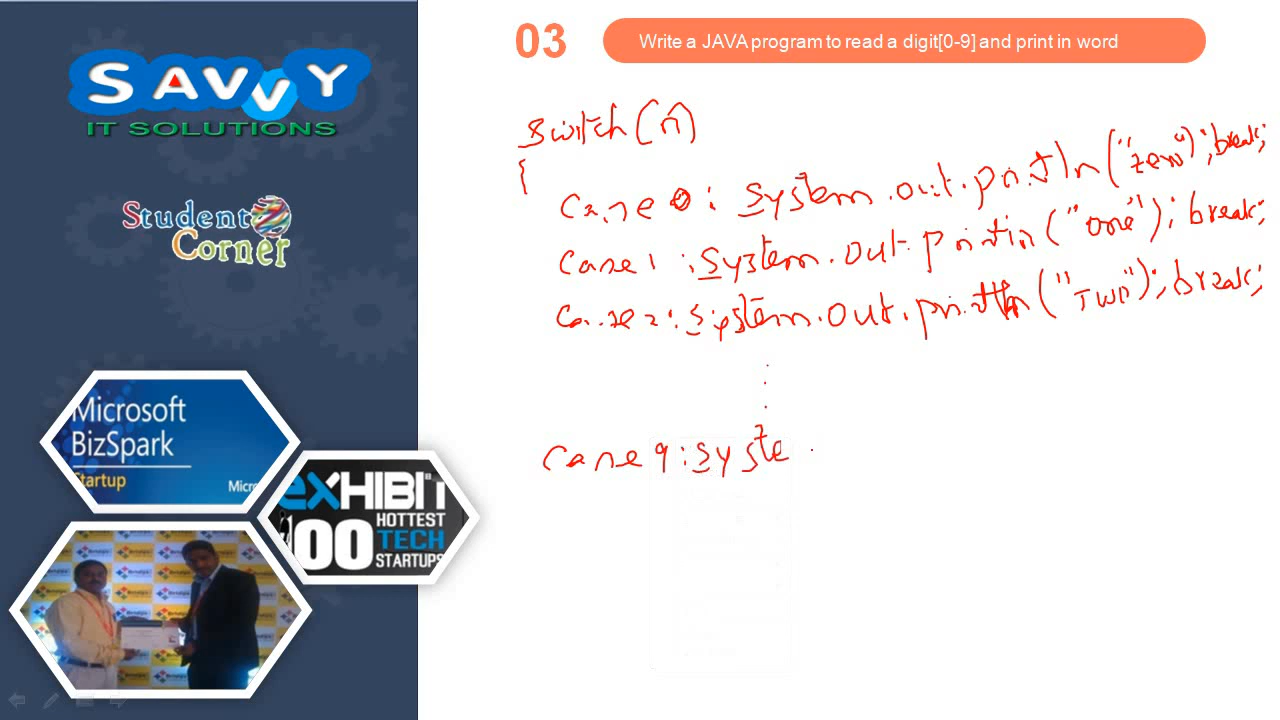 SAVVY
IT SOLUTIONS
Student
Corner
Microsoft
BizSpark
Startup
Micro
eXHIBIT
100
HOTTEST
TECH
STARTUPS
03
Write a JAVA program to read a digit[0-9] and print in word
switch(n)
{
case 0: System.out.println("zero"); break;
case 1 : System.out.println("one"); break;
case 2: System.out.println("Two"); break;
case 9: Syste